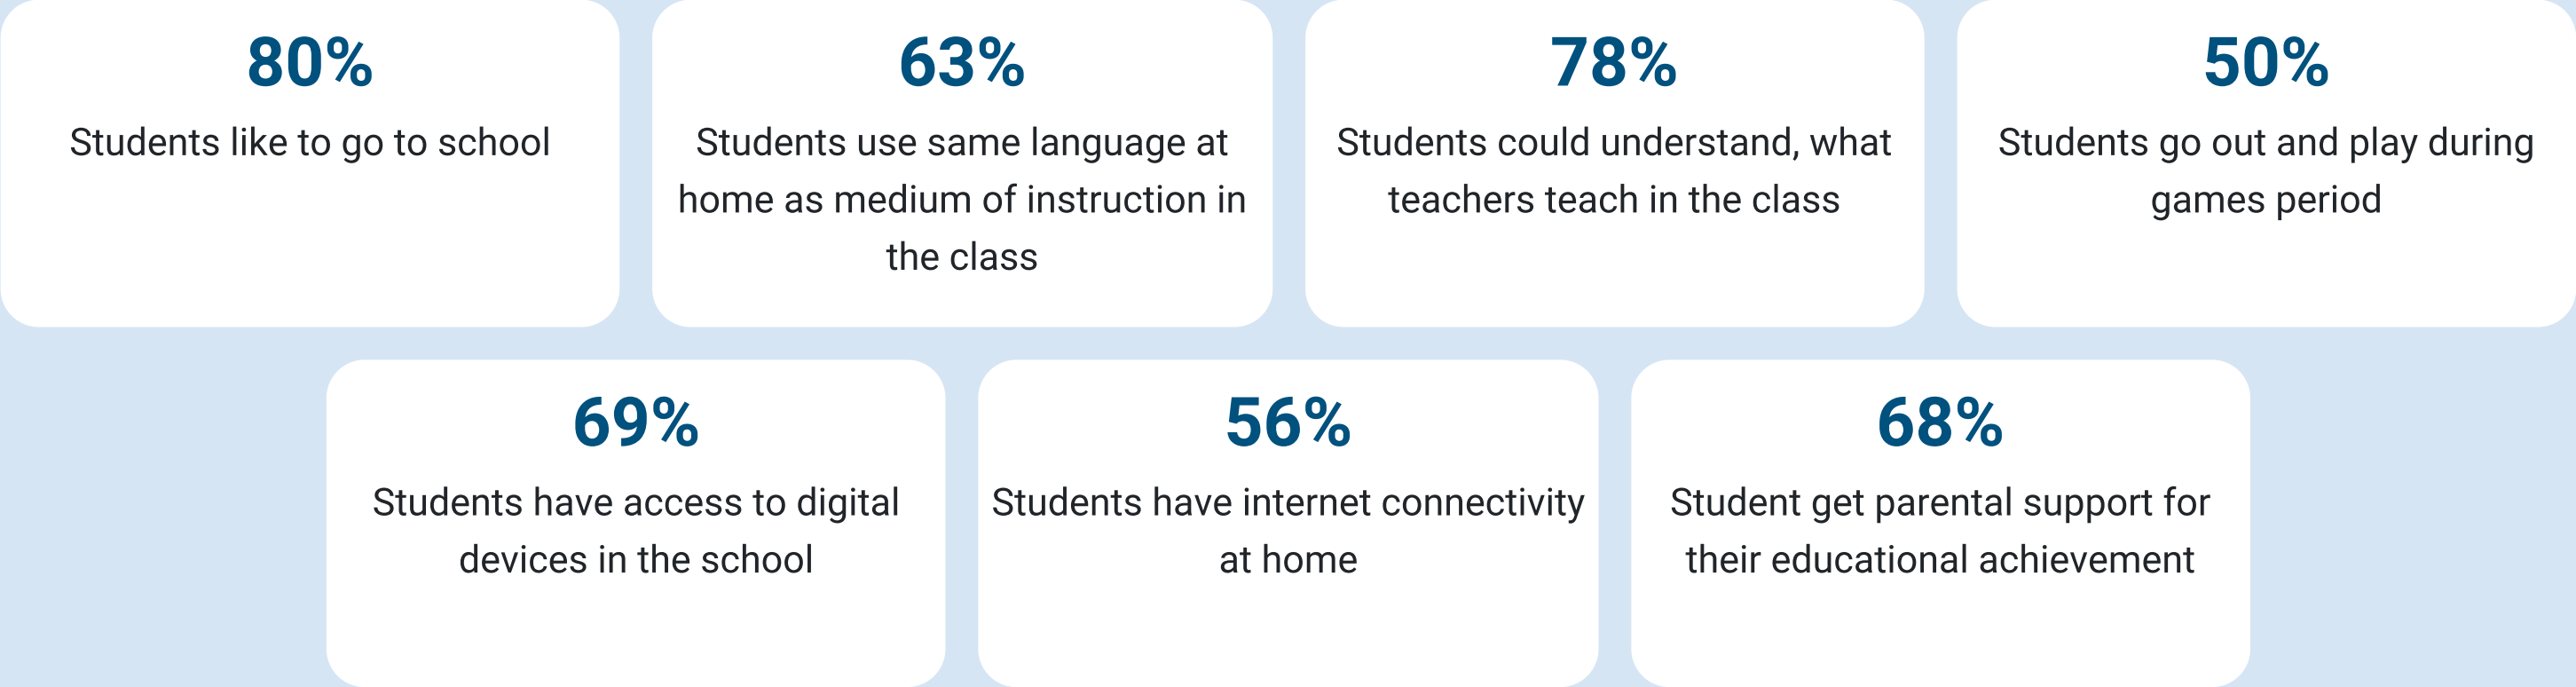 80%
Students like to go to school
63%
Students use same language at
home as medium of instruction in
the class
78%
Students could understand, what
teachers teach in the class
50%
Students go out and play during
games period
69%
Students have access to digital
devices in the school
56%
Students have internet connectivity
at home
68%
Student get parental support for
their educational achievement